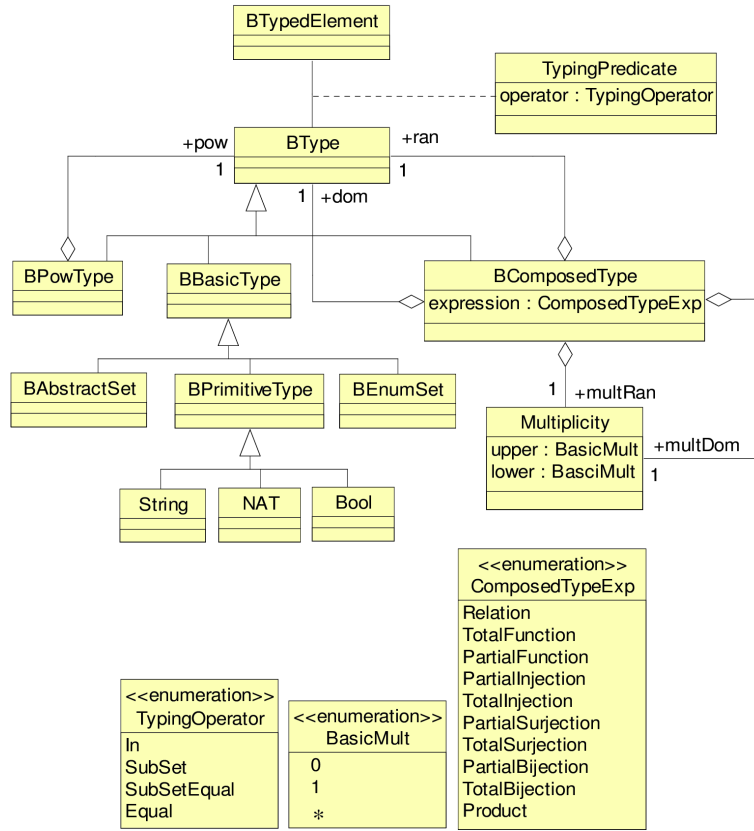 BTypedElement
TypingPredicate
operator : TypingOperator
+pow
BType
+ran
1
1
1
+dom
BPowType
BBasicType
BComposedType
expression : ComposedTypeExp
BAbstractSet
BPrimitiveType
BEnumSet
1
+multRan
Multiplicity
upper : BasicMult
lower : BasciMult
+multDom
1
String
NAT
Bool
<<enumeration>>
ComposedTypeExp
Relation
TotalFunction
PartialFunction
PartialInjection
TotalInjection
PartialSurjection
TotalSurjection
PartialBijection
TotalBijection
Product
<<enumeration>>
TypingOperator
In
SubSet
SubSetEqual
Equal
<<enumeration>>
BasicMult
0
1
*